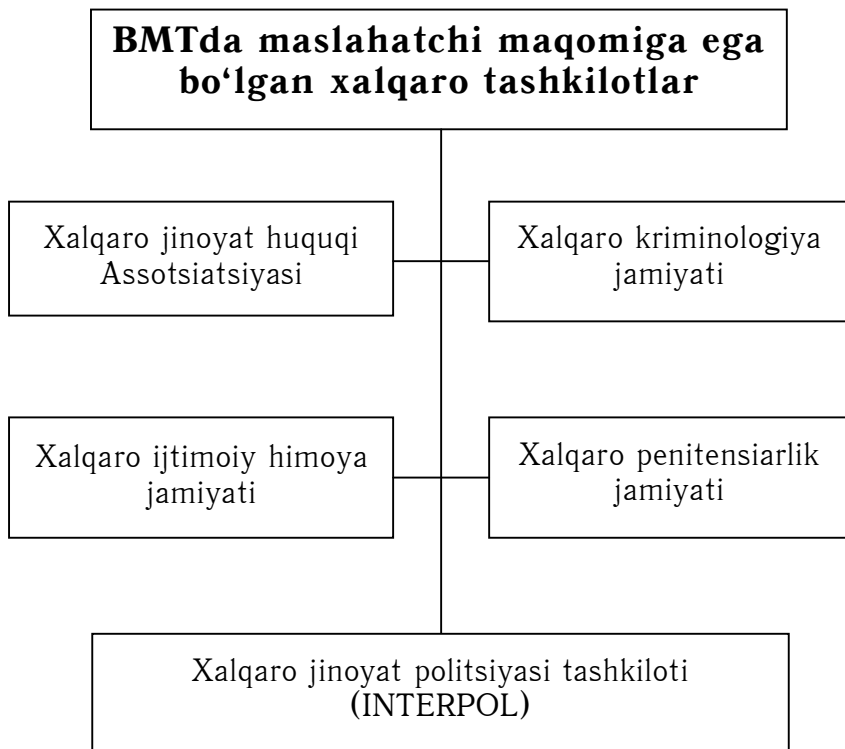 BMTda maslahatchi maqomiga ega
bo‘lgan xalqaro tashkilotlar
Xalqaro jinoyat huquqi
Assotsiatsiyasi
Xalqaro kriminologiya
jamiyati
Xalqaro ijtimoiy himoya
jamiyati
Xalqaro penitensiarlik
jamiyati
Xalqaro jinoyat politsiyasi tashkiloti
(INTERPOL)